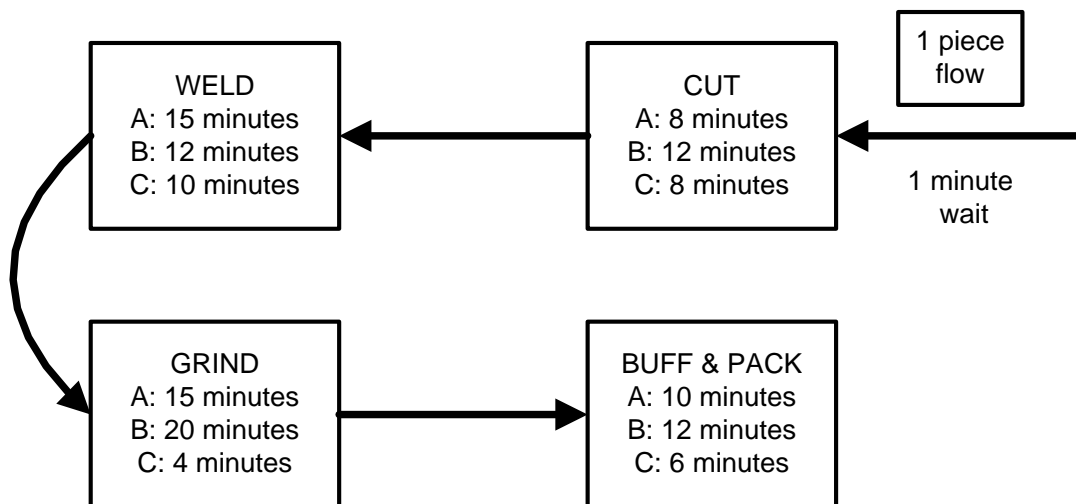 1 piece
flow
WELD
A: 15 minutes
B: 12 minutes
C: 10 minutes
CUT
A: 8 minutes
B: 12 minutes
C: 8 minutes
1 minute
wait
GRIND
A: 15 minutes
B: 20 minutes
C: 4 minutes
BUFF & PACK
A: 10 minutes
B: 12 minutes
C: 6 minutes